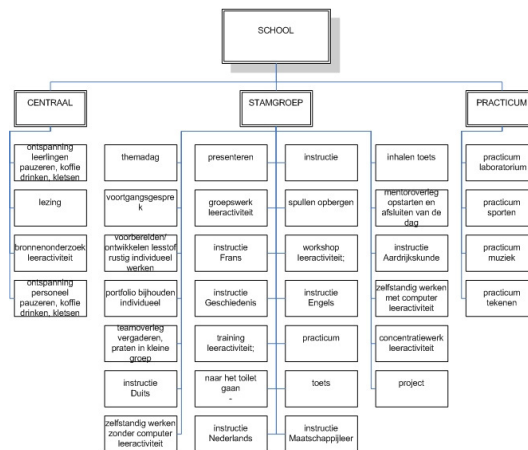 SCHOOL
CENTRAAL
STAMGROEP
PRACTICUM
ontspanning
leerlingen
pauzeren, koffie
drinken, kletsen
lezing
bronnenonderzoek
leeractiviteit
ontspanning
personeel
pauzeren, koffie
drinken, kletsen
themadag
voortgangsgespre
k
voorbereiden/
ontwikkelen lesstof
rustig individueel
werken
portfolio bijhouden
individueel
teamoverleg
vergaderen,
praten in kleine
groep
instructie
Duits
zelfstandig werken
zonder computer
leeractiviteit
presenteren
groepswerk
leeractiviteit
instructie
Frans
instructie
Geschiedenis
training
leeractiviteit;
naar het toilet
gaan
-
instructie
Nederlands
instructie
spullen opbergen
workshop
leeractiviteit;
instructie
Engels
practicum
toets
instructie
Maatschappijleer
inhalen toets
mentoroverleg
opstarten en
afsluiten van de
dag
instructie
Aardrijkskunde
zelfstandig werken
met computer
leeractiviteit
concentratiewerk
leeractiviteit
project
practicum
laboratorium
practicum
sporten
practicum
muziek
practicum
tekenen